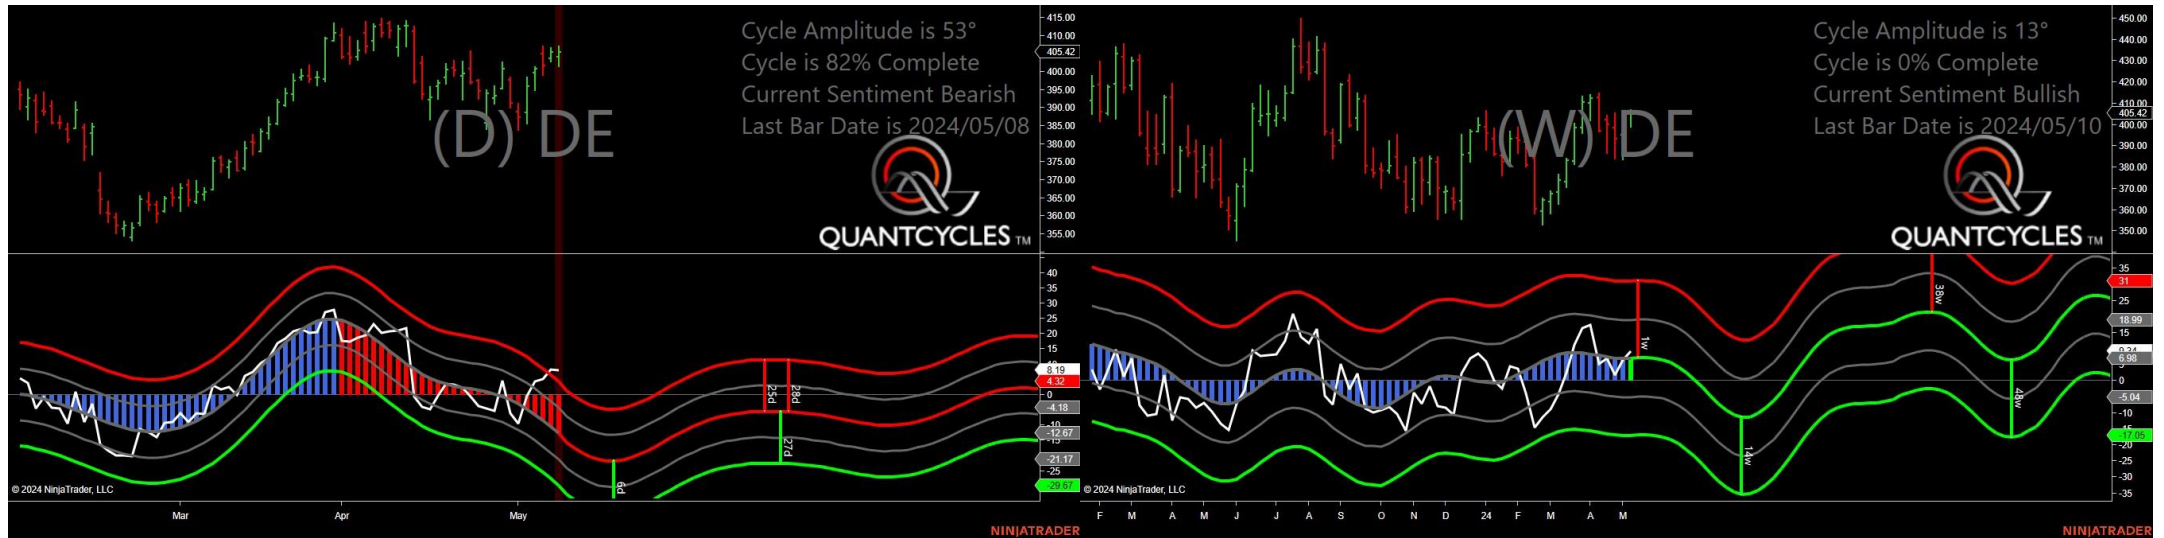 Cycle Amplitude is 53°
Cycle is 82% Complete
Current Sentiment Bearish
Last Bar Date is 2024/05/08
(D) DE
QUANTCYCLES TM
415.00
410.00
405.42
400.00
395.00
390.00
385.00
380.00
375.00
370.00
365.00
360.00
355.00
40
35
30
25
20
15
8.19
4.32
-4.18
-12.67
-21.17
-25
-29.67
25d
28d
27d
6d
© 2024 NinjaTrader, LLC
Mar
Apr
May
NINJATRADER
Cycle Amplitude is 13°
Cycle is 0% Complete
Current Sentiment Bullish
Last Bar Date is 2024/05/10
(W) DE
QUANTCYCLES TM
450.00
440.00
430.00
420.00
410.00
405.42
400.00
390.00
380.00
370.00
360.00
350.00
35
31
25
18.99
15
6.98
0
-5.04
-10
-17.05
-20
-25
-30
-35
1w
14w
38w
48w
© 2024 NinjaTrader, LLC
F M A M J J A S O N D 24 F M A M
NINJATRADER